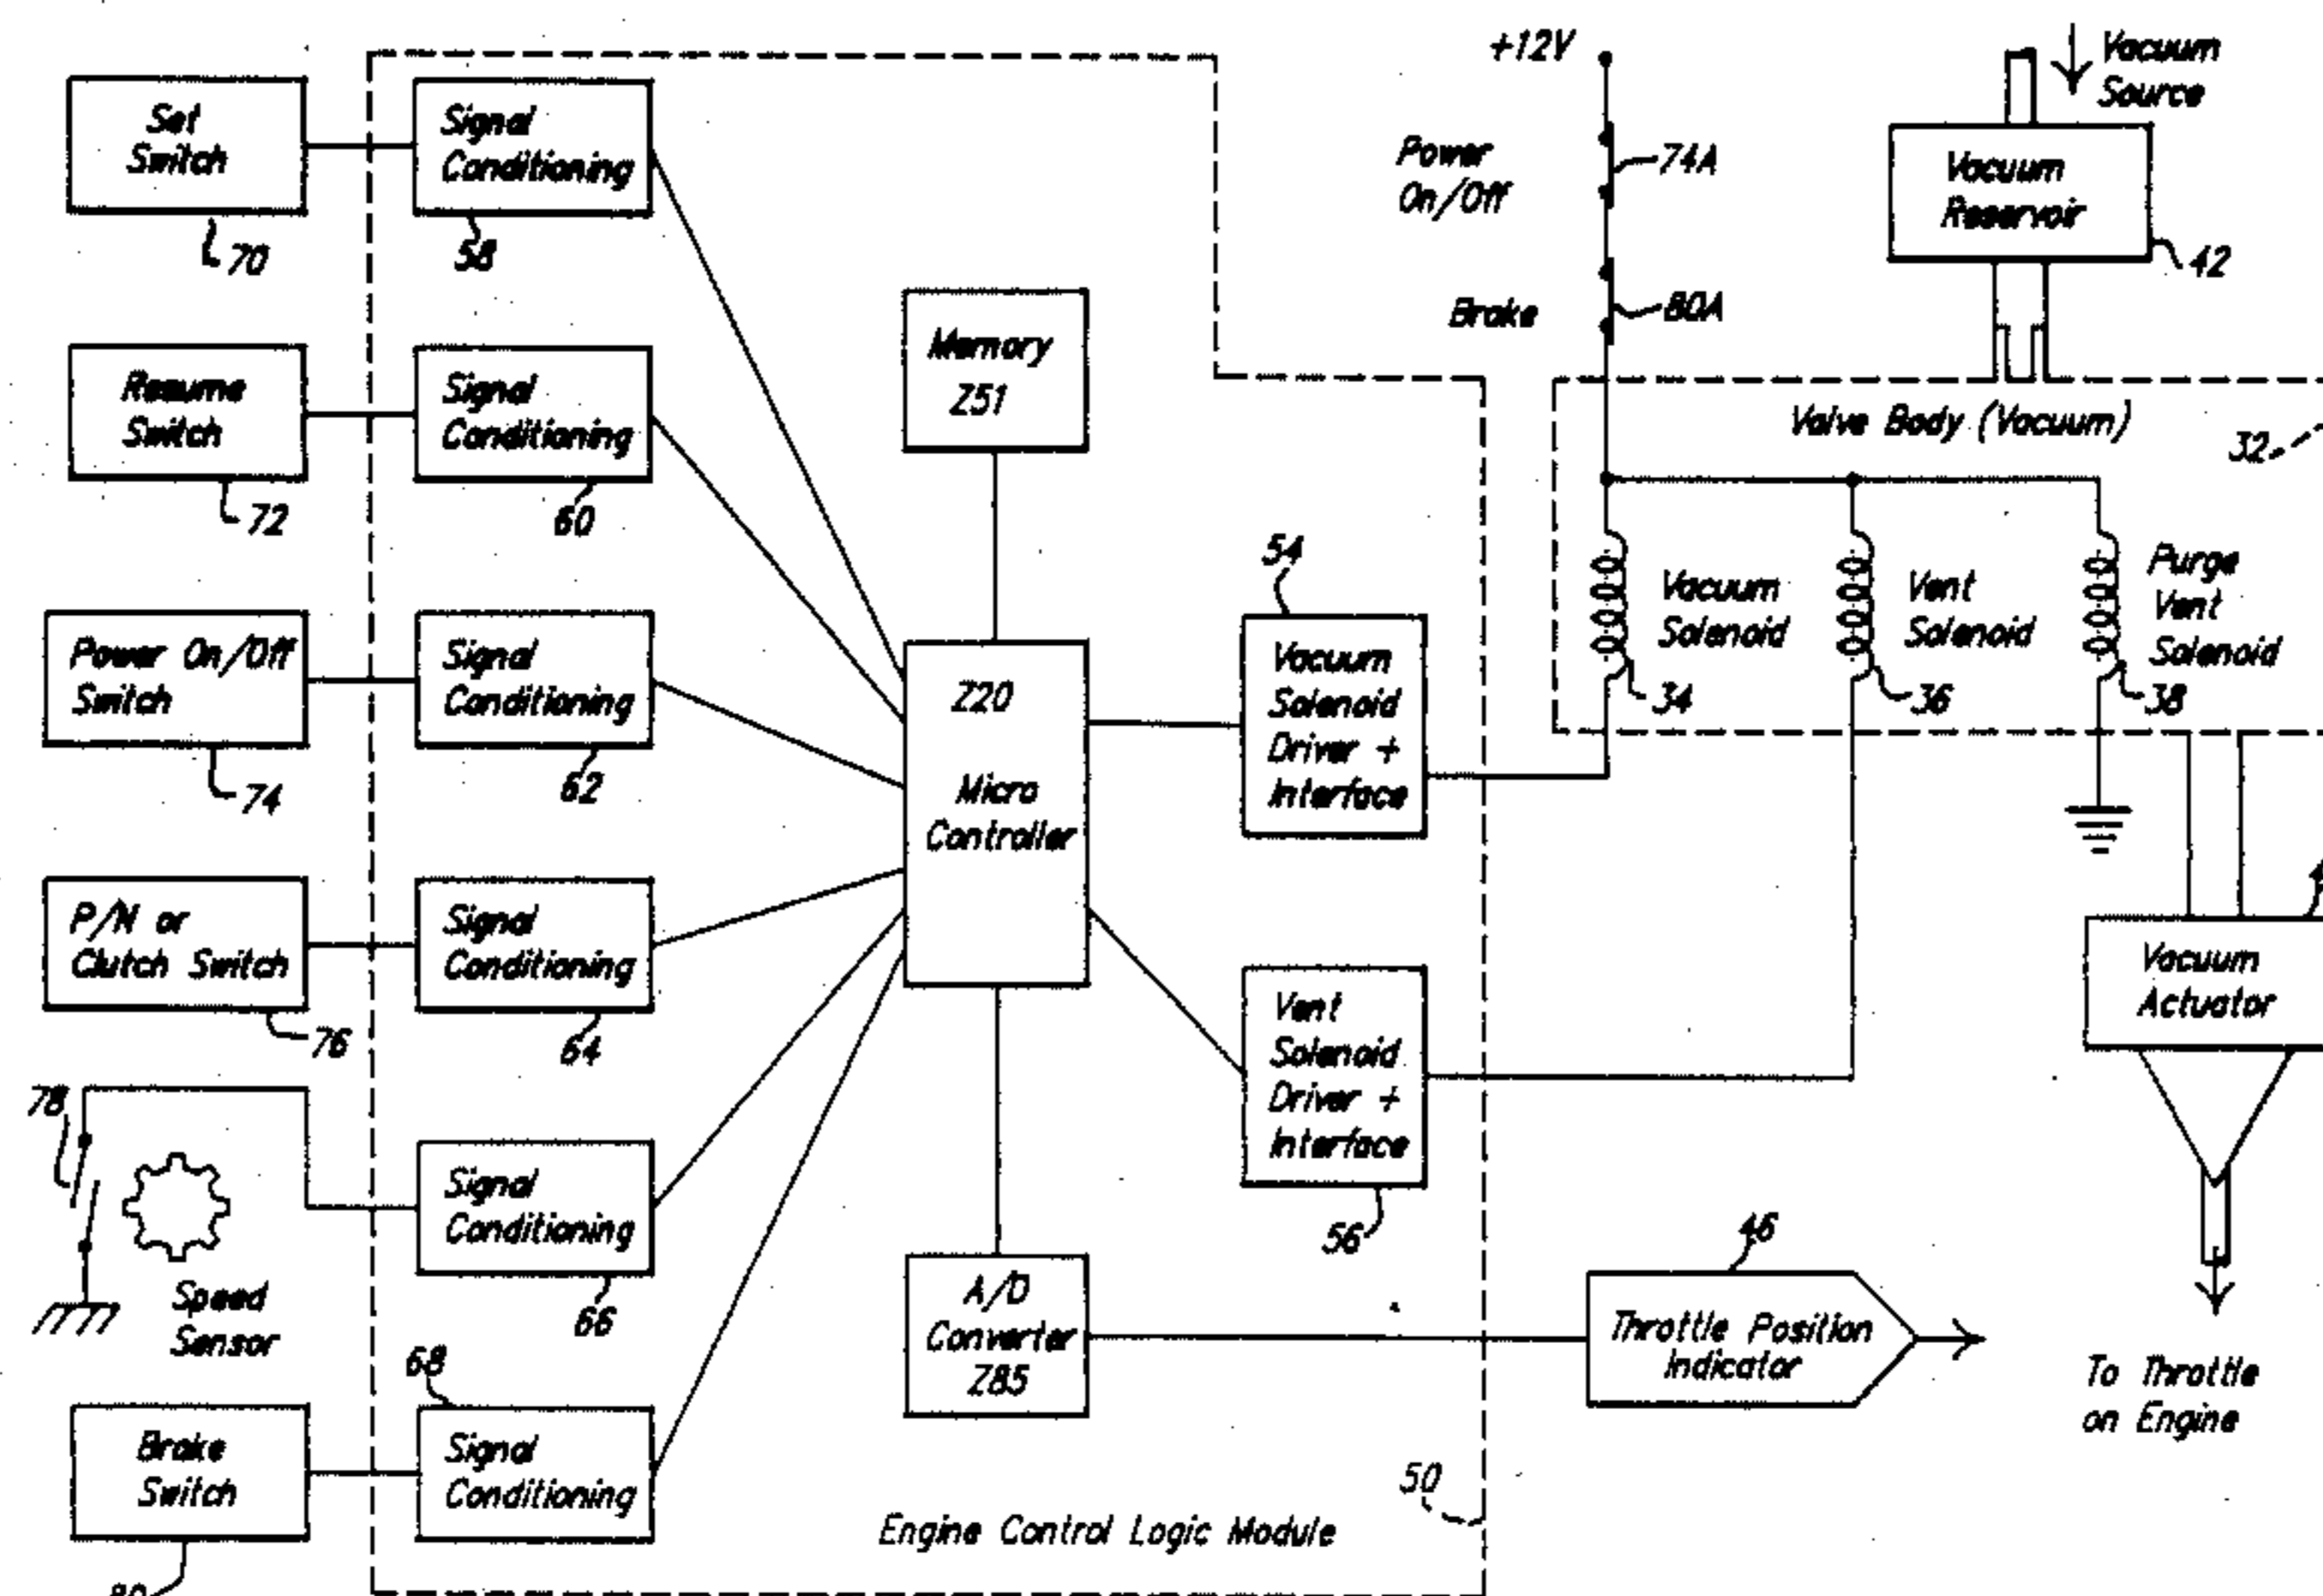 Set
Switch
70
Signal
Conditioning
58
+12V
Power
On/Off
74A
Brake
80A
Vacuum
Source
Vacuum
Reservoir
42
Resume
Switch
72
Signal
Conditioning
60
Memory
Z51
Valve Body (Vacuum)
32
Power On/Off
Switch
74
Signal
Conditioning
62
Z20
Micro
Controller
54
Vacuum
Solenoid
Driver +
Interface
Vacuum
Solenoid
34
Vent
Solenoid
36
Purge
Vent
Solenoid
38
P/N or
Clutch Switch
76
Signal
Conditioning
64
Vent
Solenoid
Driver +
Interface
56
Vacuum
Actuator
78
Speed
Sensor
Signal
Conditioning
66
A/D
Converter
Z85
46
Throttle Position
Indicator
To Throttle
on Engine
Brake
Switch
68
Signal
Conditioning
Engine Control Logic Module
50